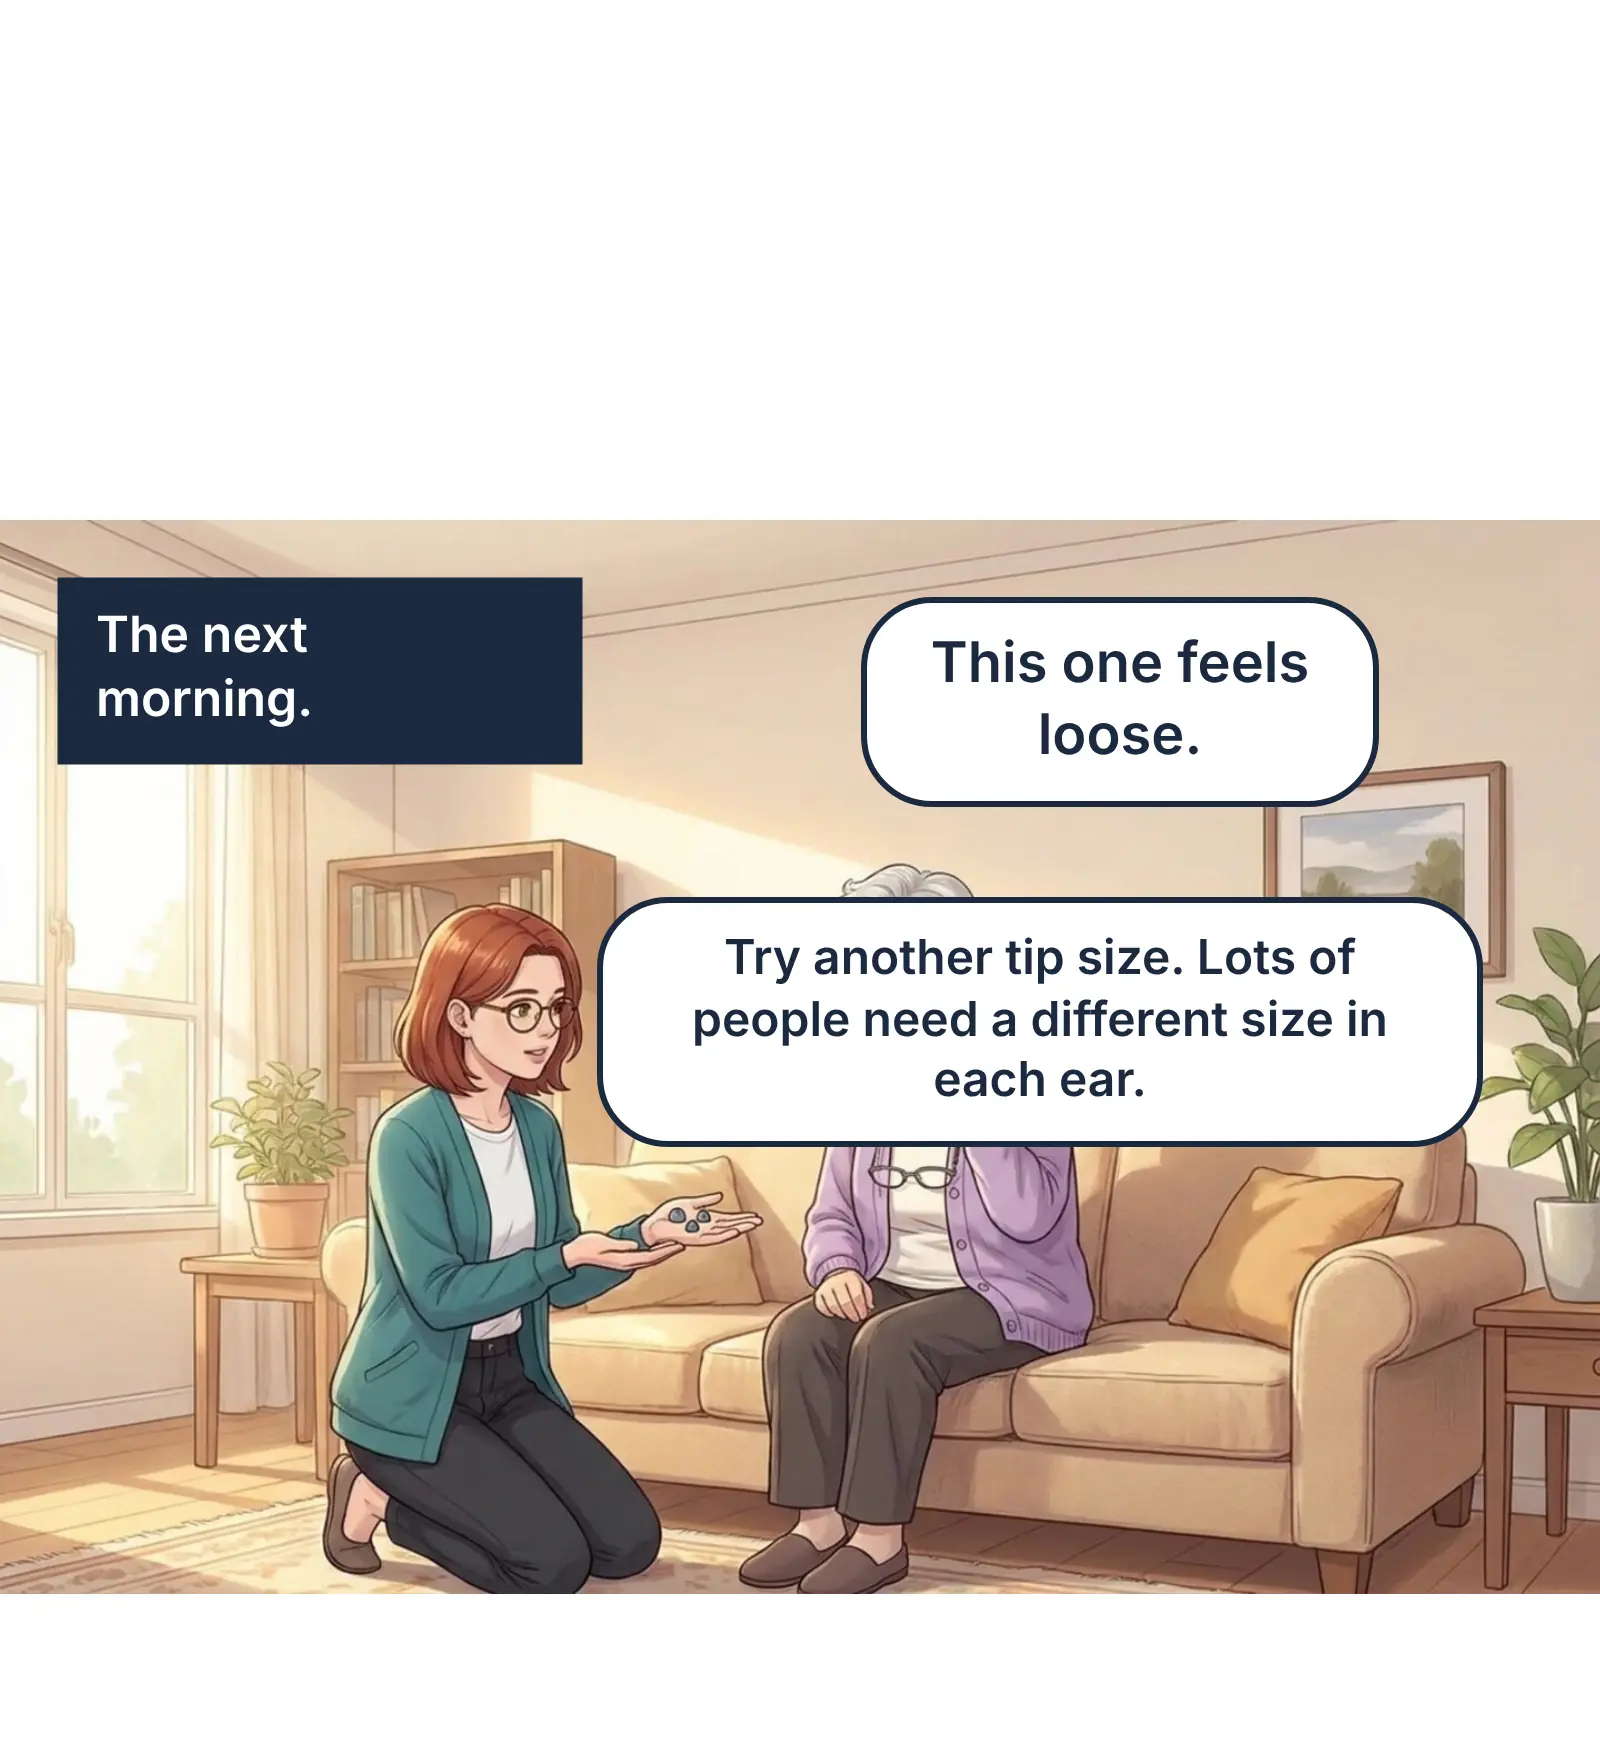 The next
morning.
This one feels
loose.
Try another tip size. Lots of
people need a different size in
each ear.